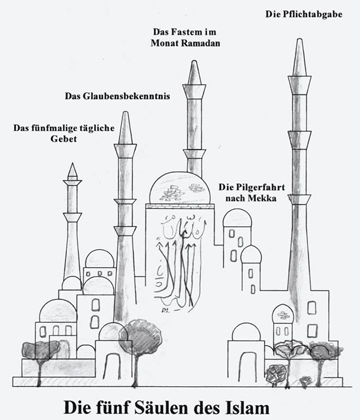 Die Pflichtabgabe
Das Fastem im
Monat Ramadan
Das Glaubensbekenntnis
Das fünfmalige tägliche
Gebet
Die Pilgerfahrt
nach Mekka
Die fünf Säulen des Islam